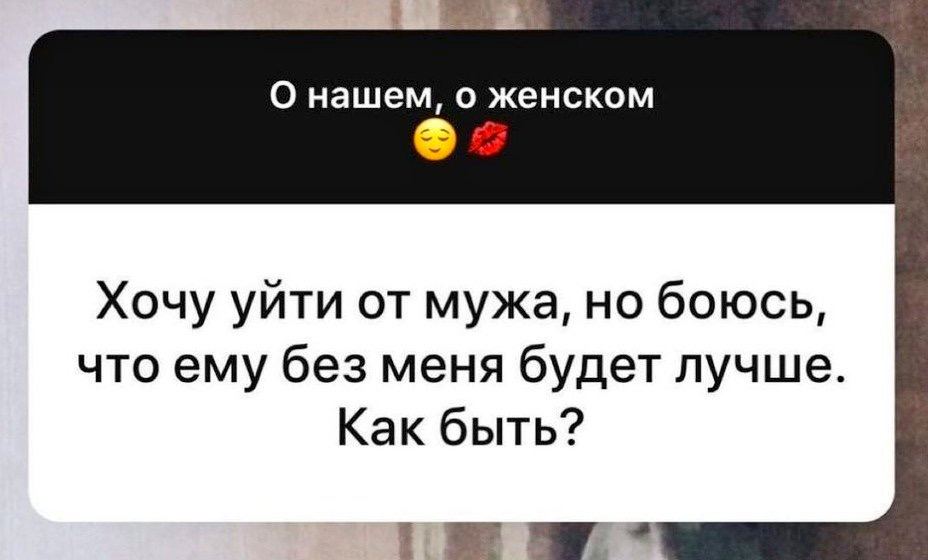 О нашем, о женском
😌💋
Хочу уйти от мужа, но боюсь,
что ему без меня будет лучше.
Как быть?